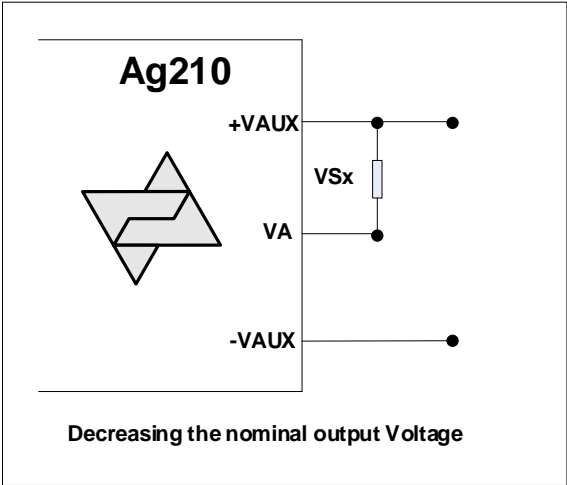 Ag210
+VAUX
VSx
VA
-VAUX
Decreasing the nominal output Voltage